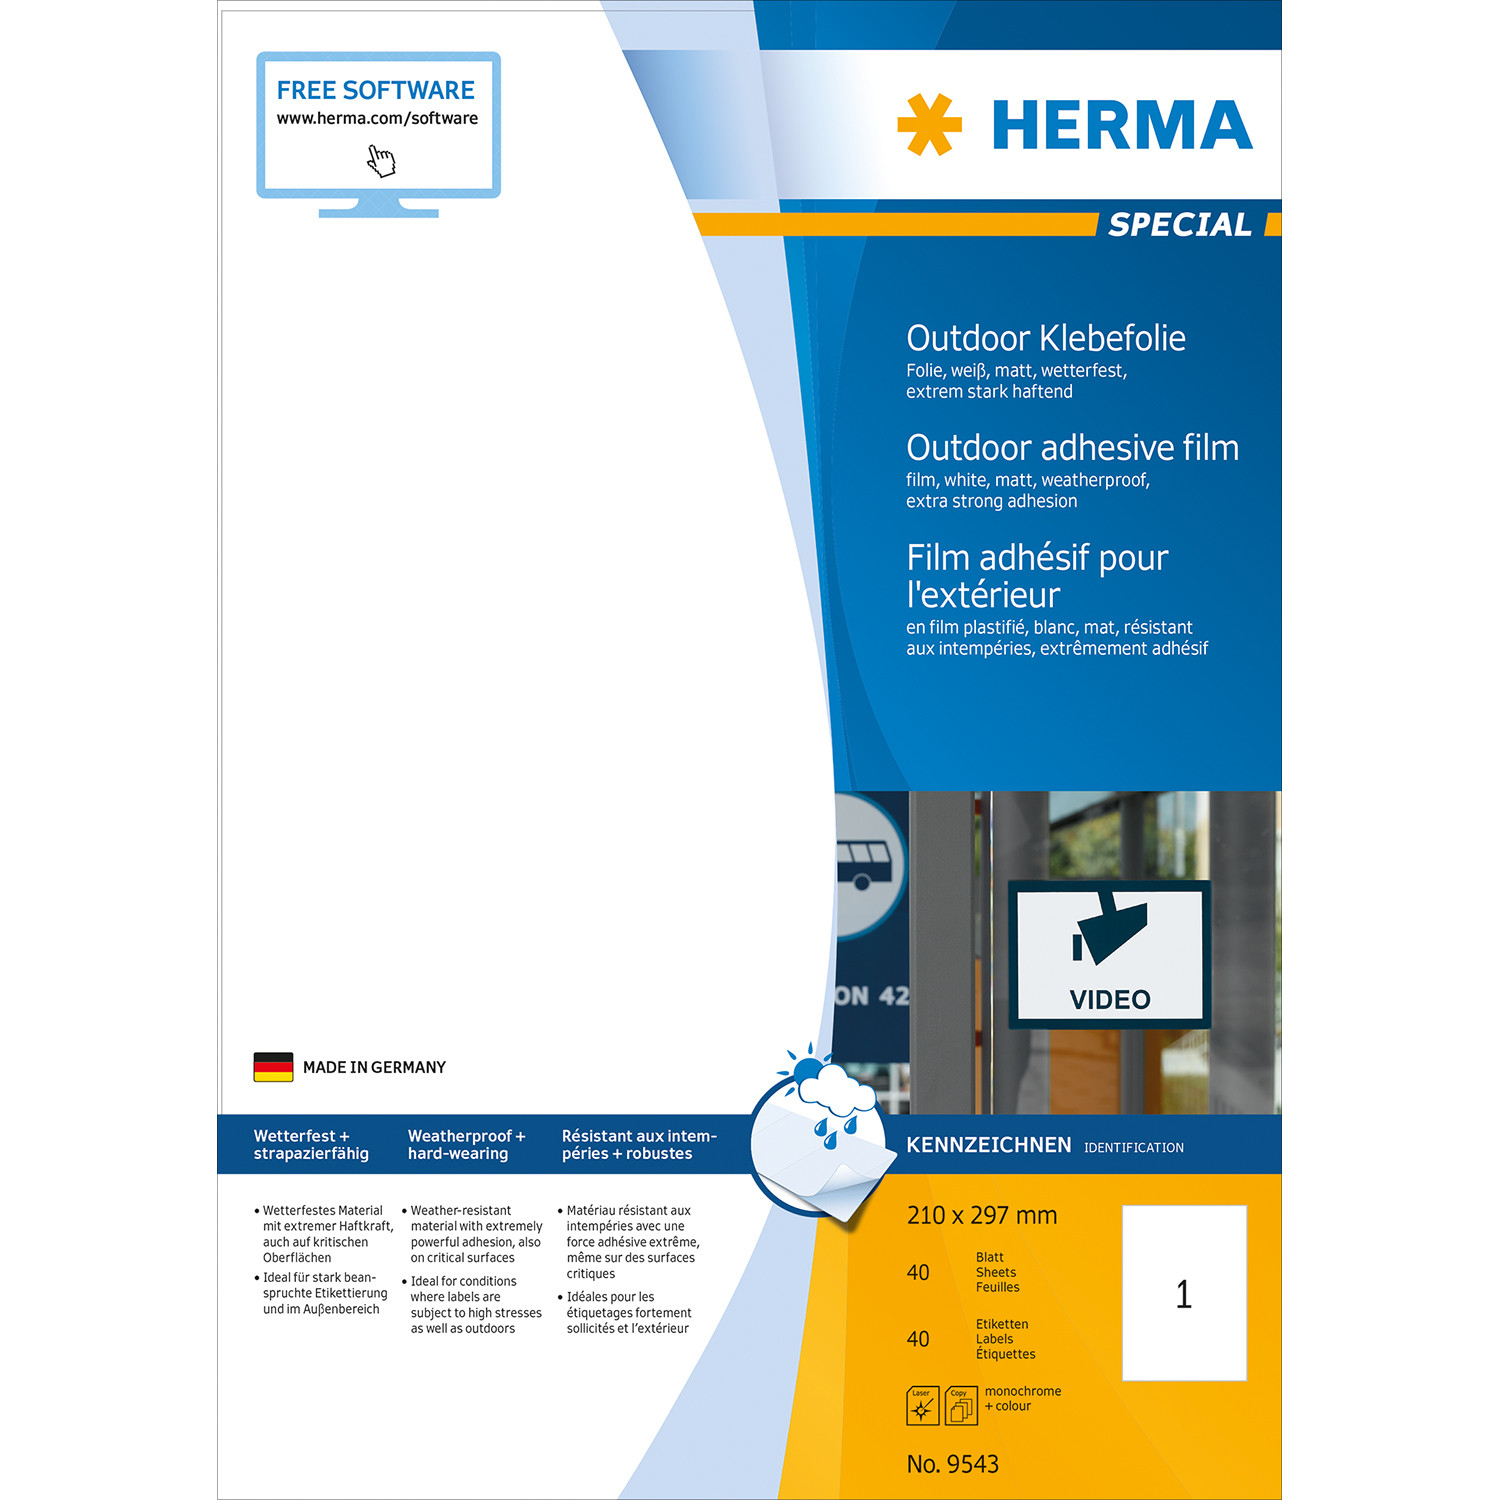 FREE SOFTWARE
www.herma.com/software
HERMA
SPECIAL
Outdoor Klebefolie
Folie, weiß, matt, wetterfest,
extrem stark haftend
Outdoor adhesive film
film, white, matt, weatherproof,
extra strong adhesion
Film adhésif pour
l'extérieur
en film plastifié, blanc, mat, résistant
aux intempéries, extrêmement adhésif
ON 42
VIDEO
MADE IN GERMANY
Wetterfest +
strapazierfähig
Weatherproof +
hard-wearing
Résistant aux intem-
péries + robustes
KENNZEICHNEN IDENTIFICATION
• Wetterfestes Material
mit extremer Haftkraft,
auch auf kritischen
Oberflächen
• Ideal für stark bean-
spruchte Etikettierung
und im Außenbereich
• Weather-resistant
material with extremely
powerful adhesion, also
on critical surfaces
• Ideal for conditions
where labels are
subject to high stresses
as well as outdoors
• Matériau résistant aux
intempéries avec une
force adhésive extrême,
même sur des surfaces
critiques
• Idéales pour les
étiquetages fortement
sollicités et l'extérieur
210 x 297 mm
40
Blatt
Sheets
Feuilles
40
Etiketten
Labels
Étiquettes
1
Laser
Copy
monochrome
+ colour
No. 9543